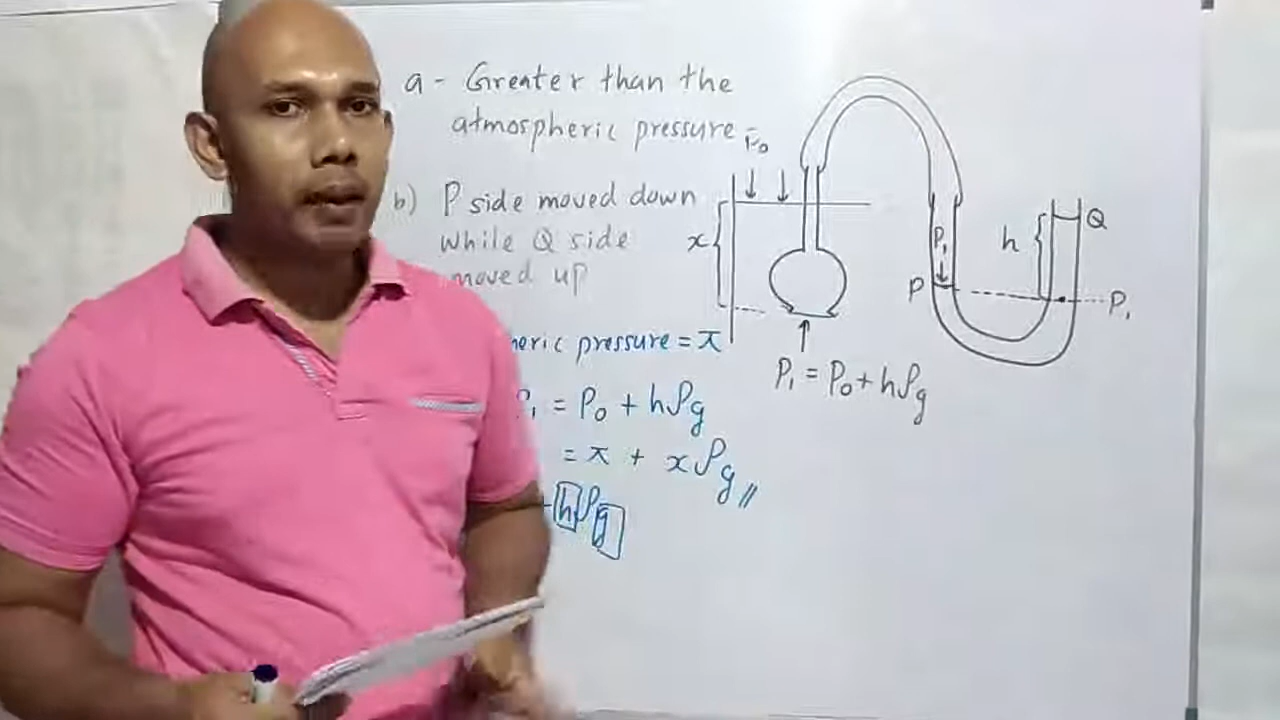 a - Greater than the
atmospheric pressure
b) P side moved down
while Q side
moved up
pressure = π
P₁ = P₀ + hρg
= π + xρg //
hρg
P₀
x
P₁ = P₀ + hρg
P₁
P
h
Q
P₁